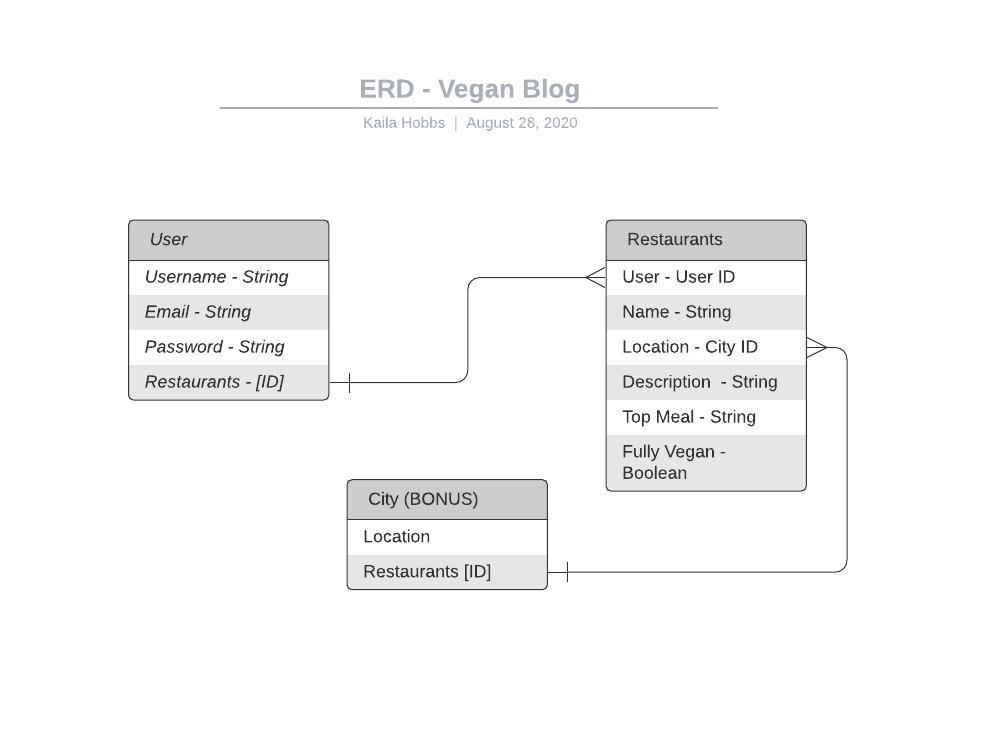 ERD - Vegan Blog
Kaila Hobbs | August 28, 2020
User
Username - String
Email - String
Password - String
Restaurants - [ID]
Restaurants
User - User ID
Name - String
Location - City ID
Description  - String
Top Meal - String
Fully Vegan -
Boolean
City (BONUS)
Location
Restaurants [ID]